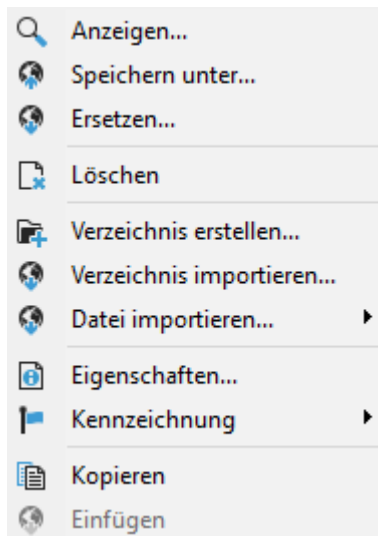 Anzeigen...
Speichern unter...
Ersetzen...
Löschen
Verzeichnis erstellen...
Verzeichnis importieren...
Datei importieren...
Eigenschaften...
Kennzeichnung
Kopieren
Einfügen